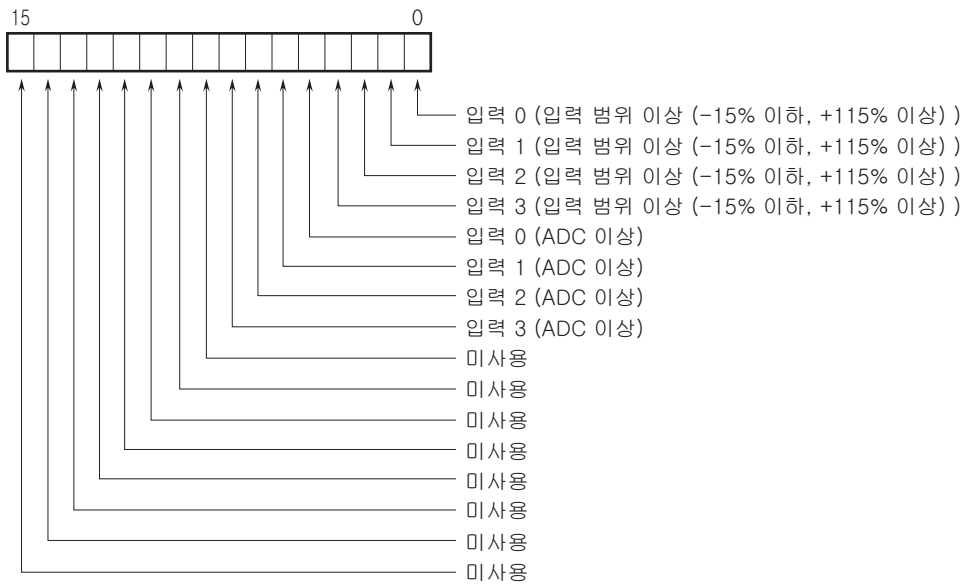 15 0
입력 0 (입력 범위 이상 (-15% 이하, +115% 이상) )
입력 1 (입력 범위 이상 (-15% 이하, +115% 이상) )
입력 2 (입력 범위 이상 (-15% 이하, +115% 이상) )
입력 3 (입력 범위 이상 (-15% 이하, +115% 이상) )
입력 0 (ADC 이상)
입력 1 (ADC 이상)
입력 2 (ADC 이상)
입력 3 (ADC 이상)
미사용
미사용
미사용
미사용
미사용
미사용
미사용
미사용